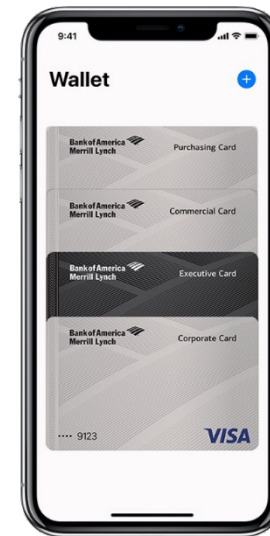 9:41
Wallet
Bank of America
Merrill Lynch
Purchasing Card
Bank of America
Merrill Lynch
Commercial Card
Bank of America
Merrill Lynch
Executive Card
Bank of America
Merrill Lynch
Corporate Card
•••• 9123
VISA